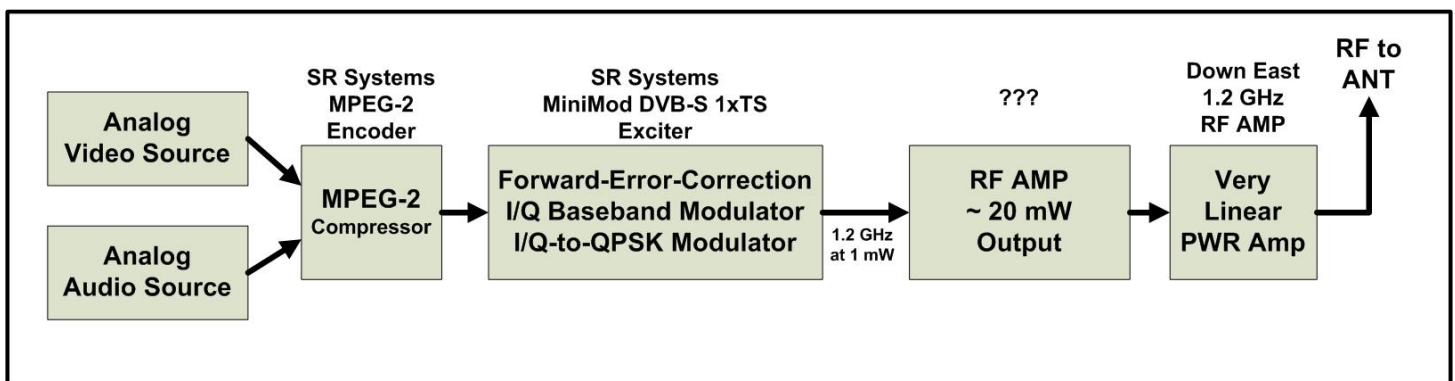 Analog
Video Source
Analog
Audio Source
SR Systems
MPEG-2
Encoder
MPEG-2
Compressor
SR Systems
MiniMod DVB-S 1xTS
Exciter
Forward-Error-Correction
I/Q Baseband Modulator
I/Q-to-QPSK Modulator
1.2 GHz
at 1 mW
???
RF AMP
~ 20 mW
Output
Down East
1.2 GHz
RF AMP
Very
Linear
PWR Amp
RF to
ANT